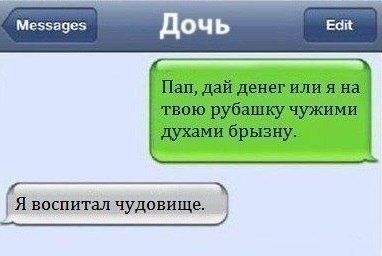 Messages
Дочь
Edit
Пап, дай денег или я на
твою рубашку чужими
духами брызну.
Я воспитал чудовище.